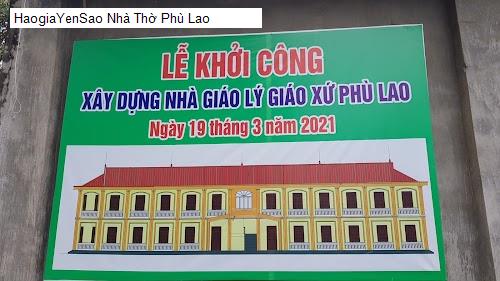 HaogiaYenSao Nhà Thờ Phù Lao
LỄ KHỞI CÔNG
XÂY DỰNG NHÀ GIÁO LÝ GIÁO XỨ PHÙ LAO
Ngày 19 tháng 3 năm 2021